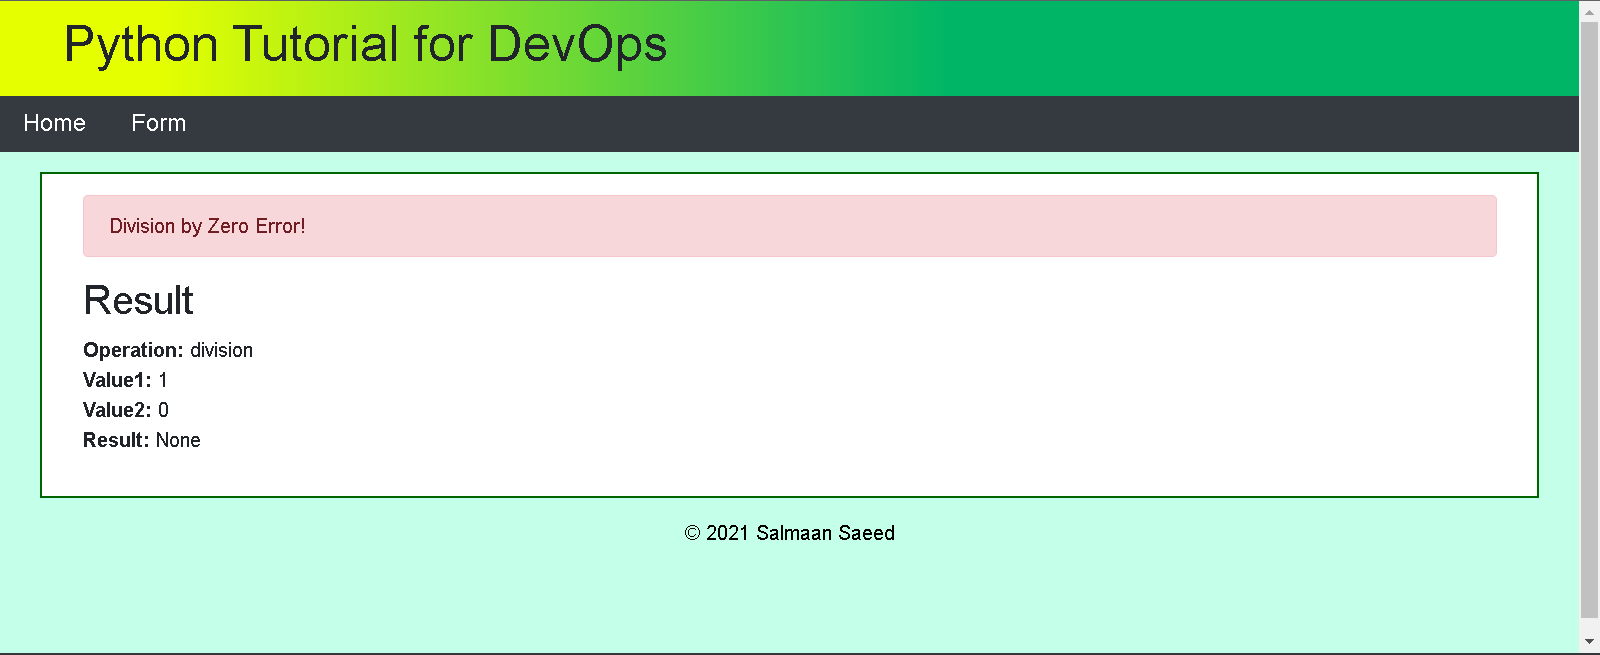 Python Tutorial for DevOps
Home Form
Division by Zero Error!
Result
Operation: division
Value1: 1
Value2: 0
Result: None
© 2021 Salmaan Saeed